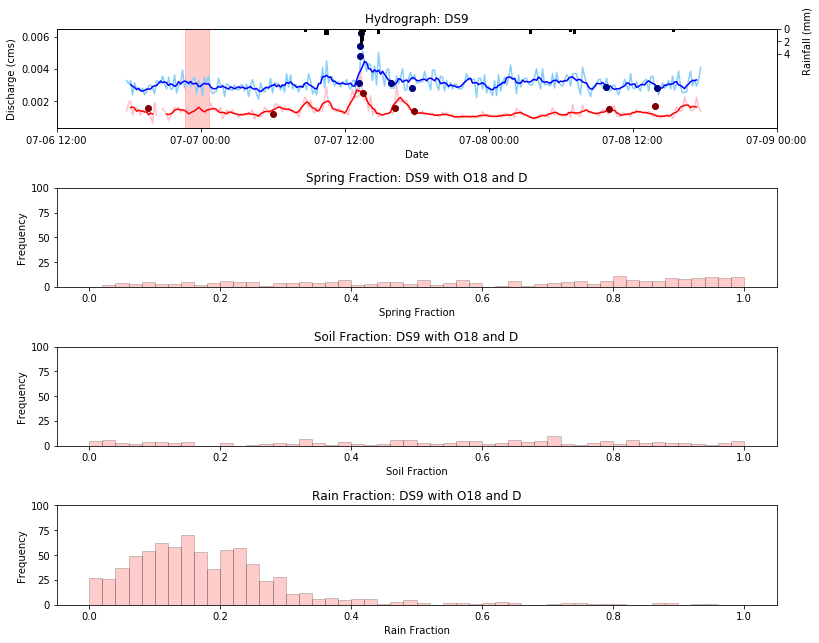 Hydrograph: DS9
0.006
0.004
0.002
Discharge (cms)
0
2
4
Rainfall (mm)
07-06 12:00 07-07 00:00 07-07 12:00 07-08 00:00 07-08 12:00 07-09 00:00
Date
Spring Fraction: DS9 with O18 and D
100
75
50
25
0
Frequency
0.0 0.2 0.4 0.6 0.8 1.0
Spring Fraction
Soil Fraction: DS9 with O18 and D
100
75
50
25
0
Frequency
0.0 0.2 0.4 0.6 0.8 1.0
Soil Fraction
Rain Fraction: DS9 with O18 and D
100
75
50
25
0
Frequency
0.0 0.2 0.4 0.6 0.8 1.0
Rain Fraction